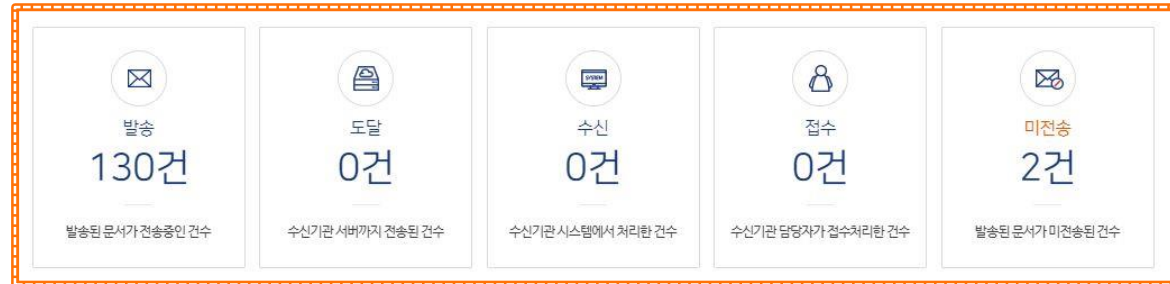 발송
130건
발송된 문서가 전송중인 건수
도달
0건
수신기관 서버까지 전송된 건수
SYSTEM
수신
0건
수신기관 시스템에서 처리한 건수
접수
0건
수신기관 담당자가 접수처리한 건수
미전송
2건
발송된 문서가 미전송된 건수